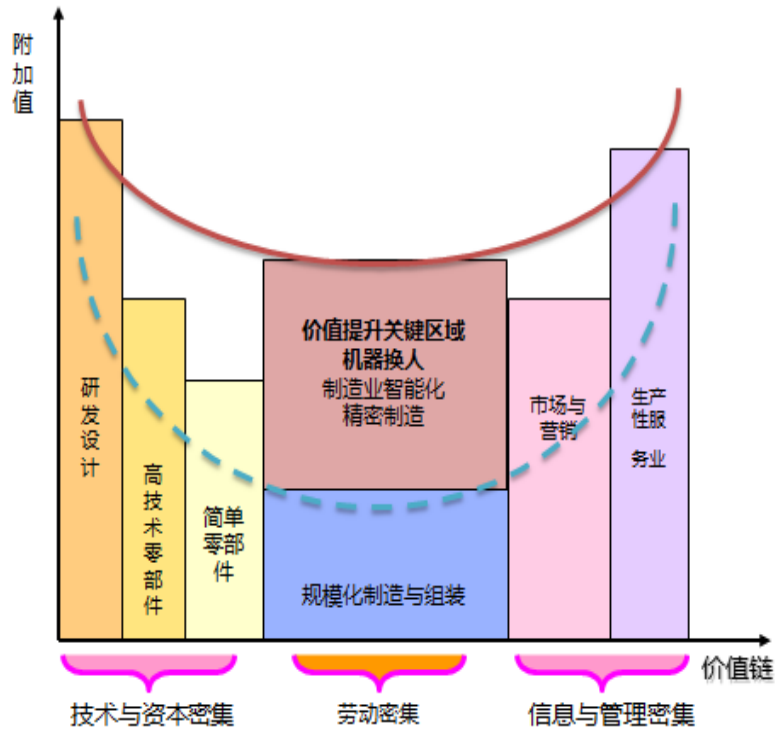 附
加
值
研
发
设
计
高
技
术
零
部
件
简单
零部
件
价值提升关键区域
机器换人
制造业智能化
精密制造
规模化制造与组装
市场与
营销
生产
性服
务业
价值链
技术与资本密集
劳动密集
信息与管理密集